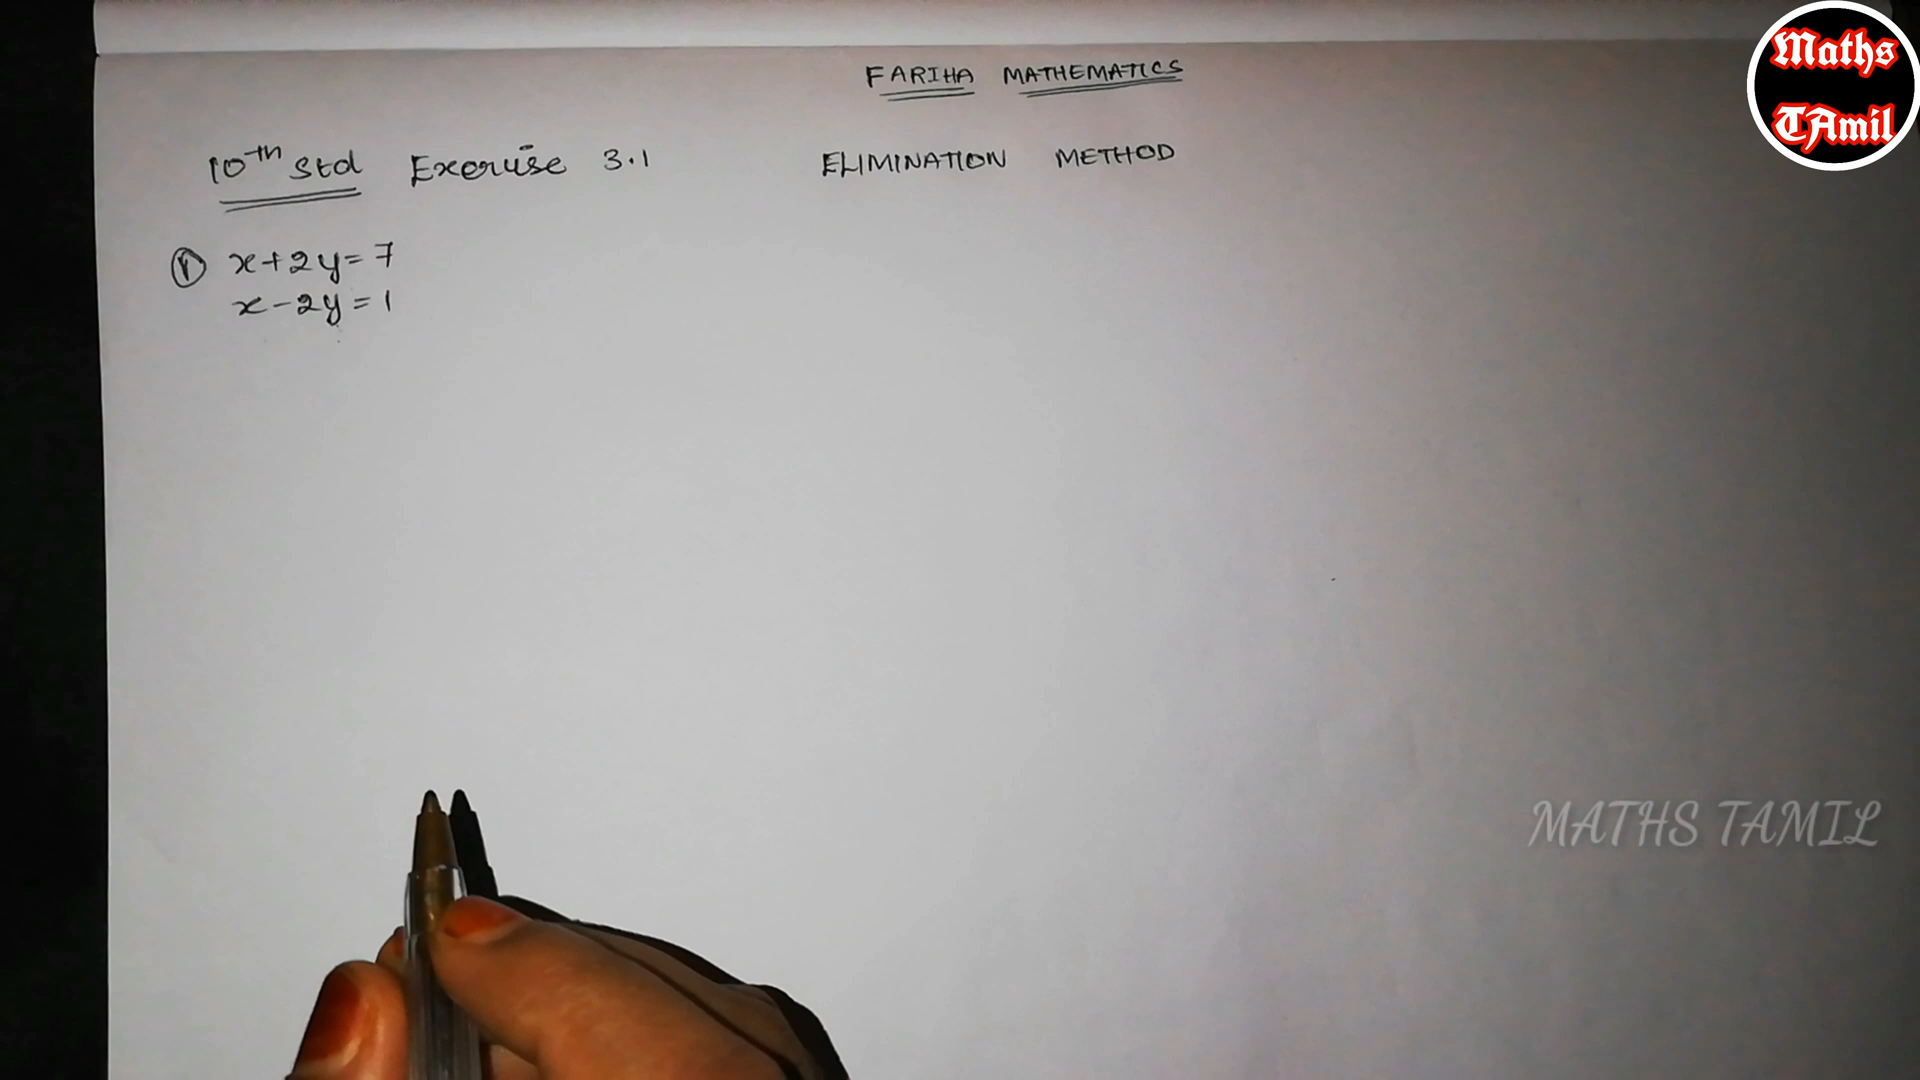 FARIHA MATHEMATICS
Maths
TAmil
10th Std Exercise 3.1 ELIMINATION METHOD
① x+2y=7
x-2y=1
MATHS TAMIL